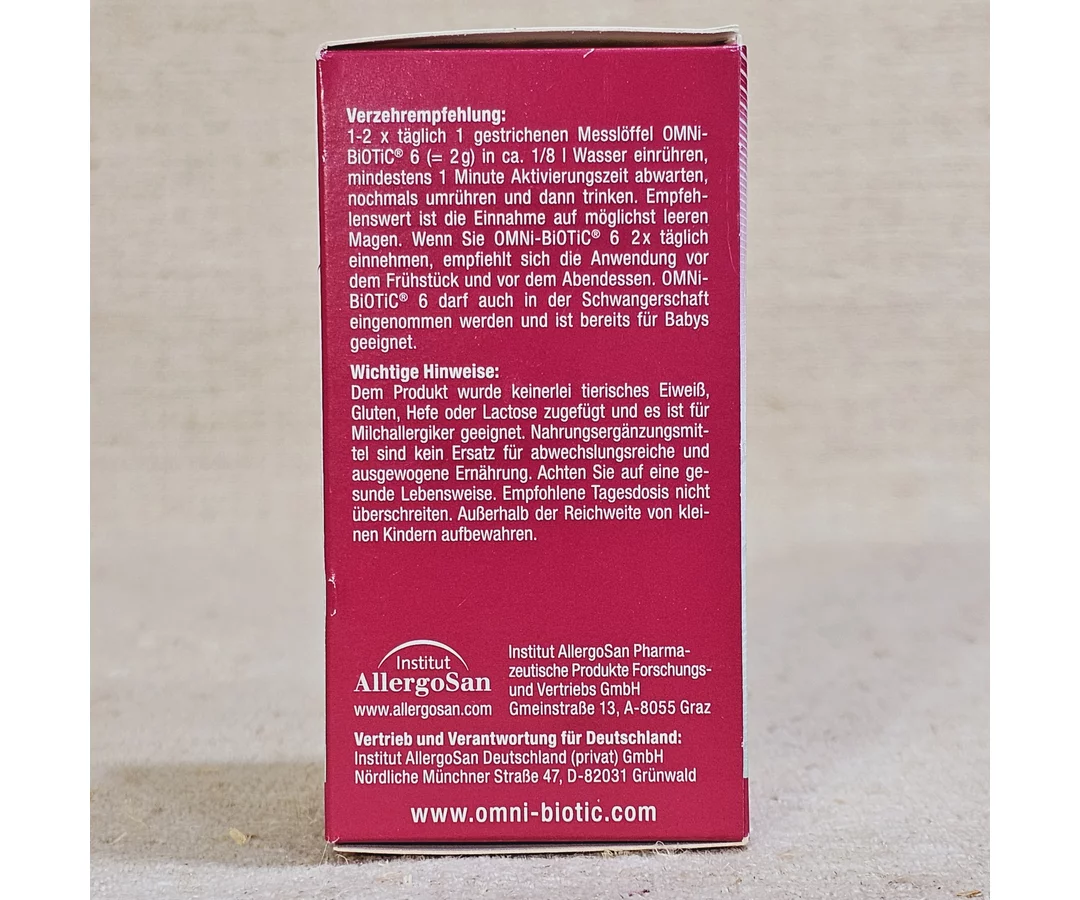 Verzehrempfehlung:
1-2 x täglich 1 gestrichenen Messlöffel OMNi-
BiOTiC® 6 (= 2g) in ca. 1/8 l Wasser einrühren,
mindestens 1 Minute Aktivierungszeit abwarten,
nochmals umrühren und dann trinken. Empfeh-
lenswert ist die Einnahme auf möglichst leeren
Magen. Wenn Sie OMNi-BiOTiC® 6 2x täglich
einnehmen, empfiehlt sich die Anwendung vor
dem Frühstück und vor dem Abendessen. OMNi-
BiOTiC® 6 darf auch in der Schwangerschaft
eingenommen werden und ist bereits für Babys
geeignet.
Wichtige Hinweise:
Dem Produkt wurde keinerlei tierisches Eiweiß,
Gluten, Hefe oder Lactose zugefügt und es ist für
Milchallergiker geeignet. Nahrungsergänzungsmit-
tel sind kein Ersatz für abwechslungsreiche und
ausgewogene Ernährung. Achten Sie auf eine ge-
sunde Lebensweise. Empfohlene Tagesdosis nicht
überschreiten. Außerhalb der Reichweite von klei-
nen Kindern aufbewahren.
Institut
AllergoSan
www.allergosan.com
Institut AllergoSan Pharma-
zeutische Produkte Forschungs-
und Vertriebs GmbH
Gmeinstraße 13, A-8055 Graz
Vertrieb und Verantwortung für Deutschland:
Institut AllergoSan Deutschland (privat) GmbH
Nördliche Münchner Straße 47, D-82031 Grünwald
www.omni-biotic.com